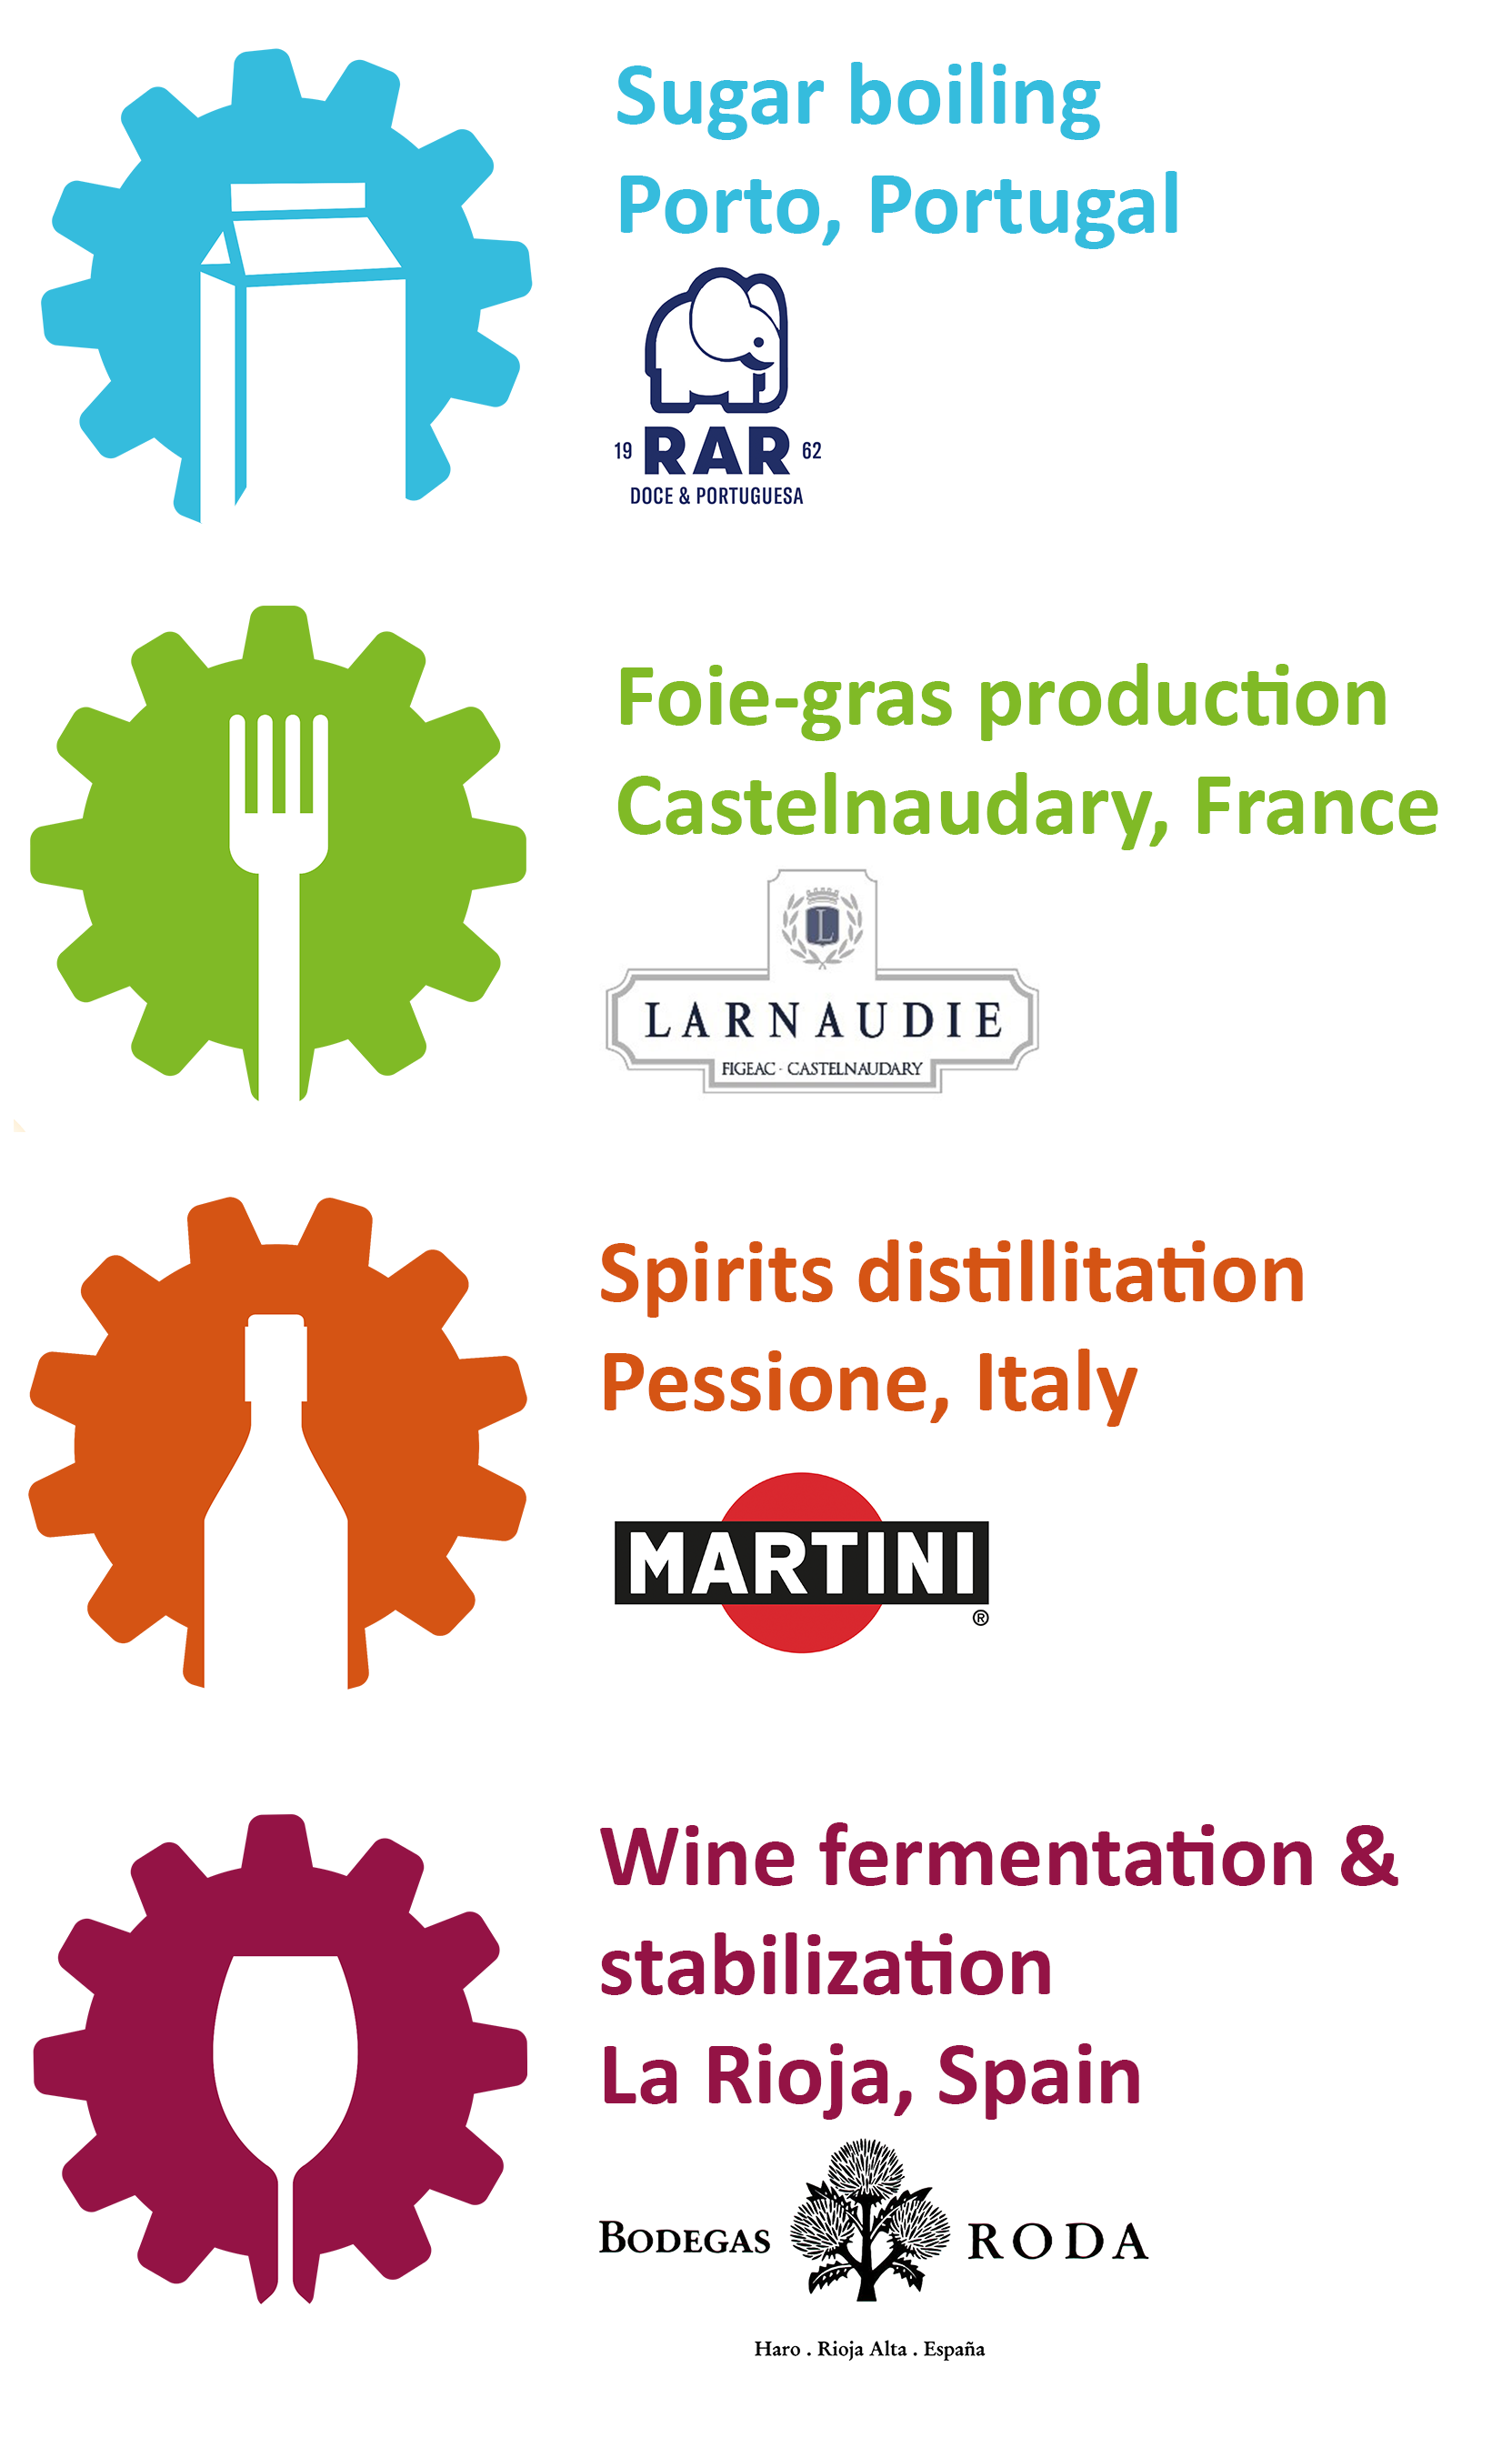 Sugar boiling
Porto, Portugal
19 RAR 62
DOCE & PORTUGUESA
Foie-gras production
Castelnaudary, France
L
LARNAUDIE
FIGEAC - CASTELNAUDARY
Spirits distillitation
Pessione, Italy
MARTINI
®
Wine fermentation &
stabilization
La Rioja, Spain
BODEGAS RODA
Haro . Rioja Alta . España